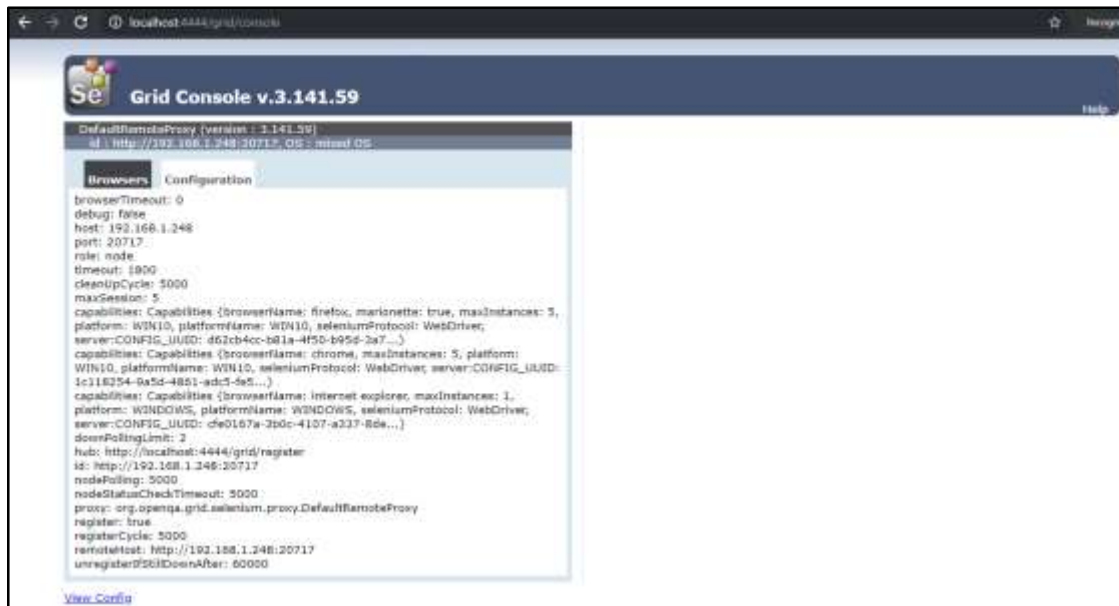 localhost:4444/grid/console
Se
Grid Console v.3.141.59
Help
DefaultRemoteProxy (version : 3.141.59)
id : http://192.168.1.248:20717, OS : mixed OS
Browsers Configuration
browserTimeout: 0
debug: false
host: 192.168.1.248
port: 20717
role: node
timeout: 1800
cleanUpCycle: 5000
maxSession: 5
capabilities: Capabilities {browserName: firefox, marionette: true, maxInstances: 5,
platform: WIN10, platformName: WIN10, seleniumProtocol: WebDriver,
server:CONFIG_UUID: d62cb4cc-b81a-4f50-b95d-3a7...}
capabilities: Capabilities {browserName: chrome, maxInstances: 5, platform:
WIN10, platformName: WIN10, seleniumProtocol: WebDriver, server:CONFIG_UUID:
1c118254-9a5d-4861-adc5-fe5...}
capabilities: Capabilities {browserName: internet explorer, maxInstances: 1,
platform: WINDOWS, platformName: WINDOWS, seleniumProtocol: WebDriver,
server:CONFIG_UUID: cfe0167a-3b0c-4107-a337-8de...}
downPollingLimit: 2
hub: http://localhost:4444/grid/register
id: http://192.168.1.248:20717
nodePolling: 5000
nodeStatusCheckTimeout: 5000
proxy: org.openqa.grid.selenium.proxy.DefaultRemoteProxy
register: true
registerCycle: 5000
remoteHost: http://192.168.1.248:20717
unregisterIfStillDownAfter: 60000
View Config